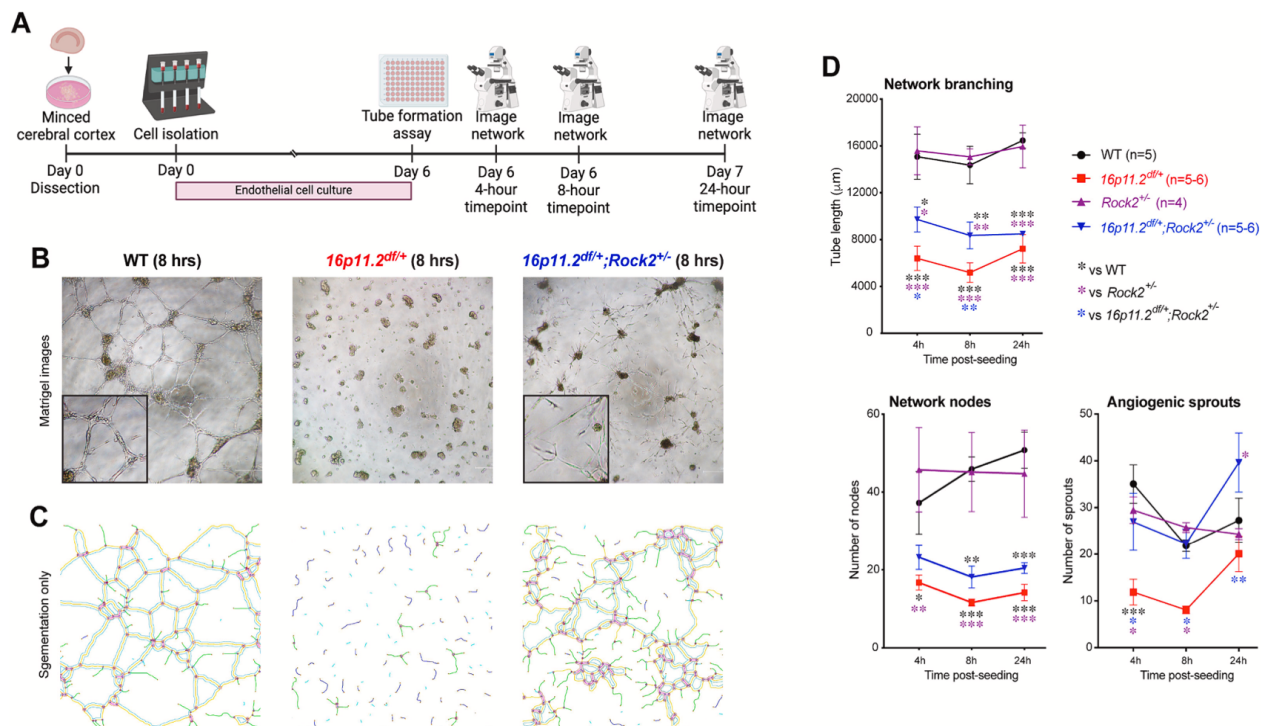 A
Minced
cerebral cortex
Cell isolation
Tube formation
assay
Image
network
Image
network
Image
network
Day 0
Dissection
Day 0
Endothelial cell culture
Day 6
Day 6
4-hour
timepoint
Day 6
8-hour
timepoint
Day 7
24-hour
timepoint
B
WT (8 hrs)
16p11.2df/+ (8 hrs)
16p11.2df/+;Rock2+/- (8 hrs)
Matrigel images
C
Sgementation only
D
Network branching
Tube length (μm)
20000
16000
12000
8000
4000
0
*
*
**
**
***
***
***
***
*
***
***
**
***
***
4h
8h
24h
Time post-seeding
WT (n=5)
16p11.2df/+ (n=5-6)
Rock2+/- (n=4)
16p11.2df/+;Rock2+/- (n=5-6)
* vs WT
* vs Rock2+/-
* vs 16p11.2df/+;Rock2+/-
Network nodes
Number of nodes
60
40
20
0
**
***
*
**
***
***
***
***
4h
8h
24h
Time post-seeding
Angiogenic sprouts
Number of sprouts
50
40
30
20
10
0
*
**
***
*
*
*
*
4h
8h
24h
Time post-seeding